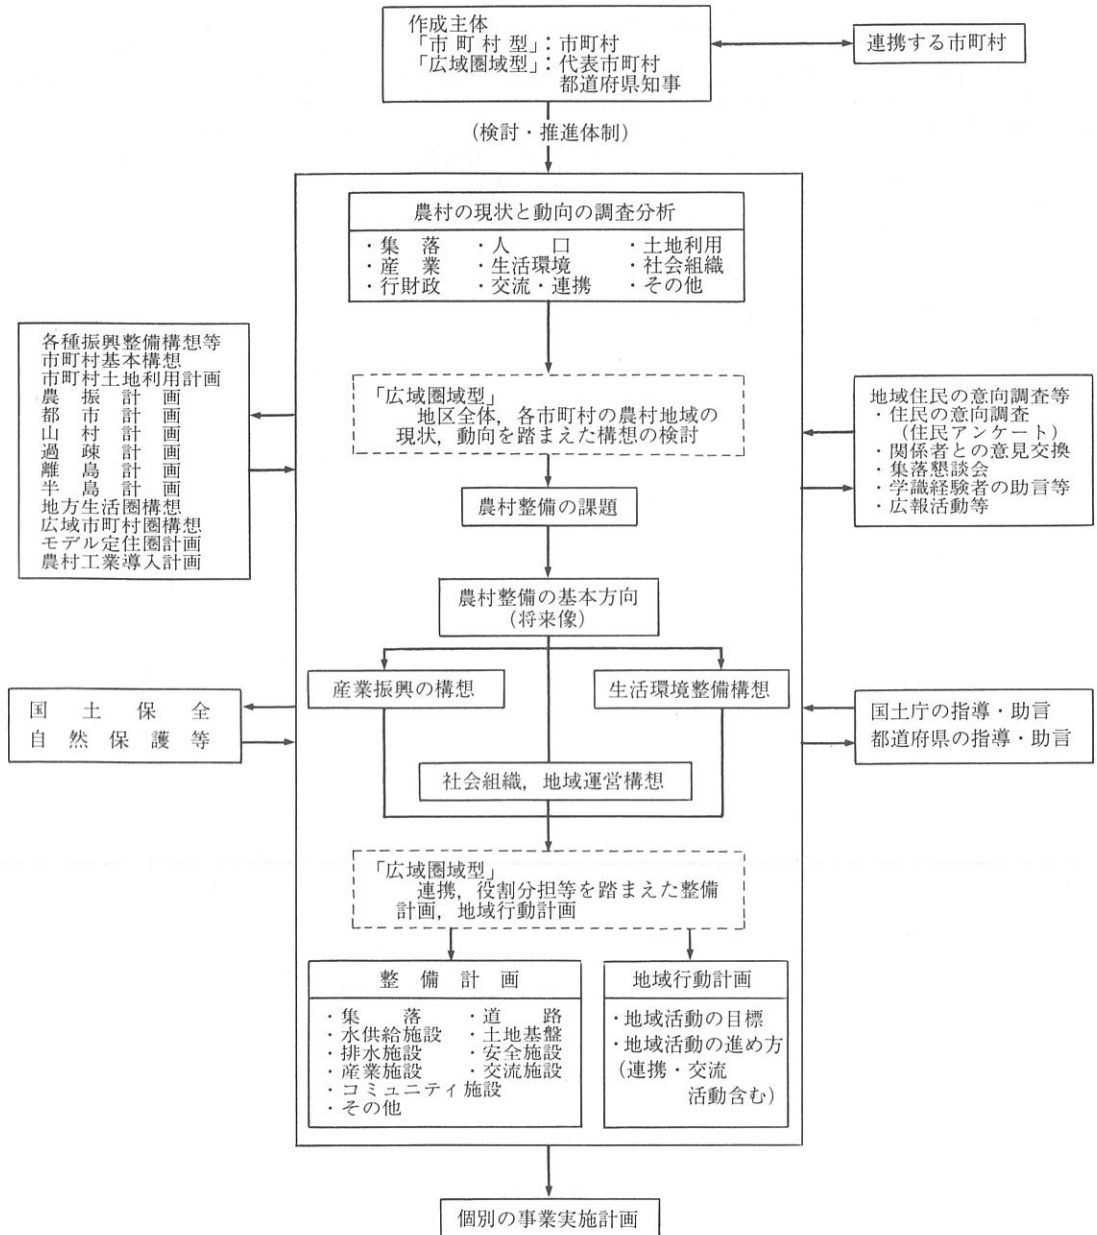 作成主体
「市町村型」：市町村
「広域圏域型」：代表市町村
都道府県知事
連携する市町村
(検討・推進体制)
農村の現状と動向の調査分析
・集落 ・人口 ・土地利用
・産業 ・生活環境 ・社会組織
・行財政 ・交流・連携 ・その他
各種振興整備構想等
市町村基本構想
市町村土地利用計画
農振計画
都市計画
山村計画
過疎計画
離島計画
半島計画
地方生活圏構想
広域市町村圏構想
モデル定住圏計画
農村工業導入計画
「広域圏域型」
地区全体，各市町村の農村地域の
現状，動向を踏まえた構想の検討
地域住民の意向調査等
・住民の意向調査
(住民アンケート)
・関係者との意見交換
・集落懇談会
・学識経験者の助言等
・広報活動等
農村整備の課題
農村整備の基本方向
(将来像)
産業振興の構想
生活環境整備構想
国土保全
自然保護等
国土庁の指導・助言
都道府県の指導・助言
社会組織，地域運営構想
「広域圏域型」
連携，役割分担等を踏まえた整備
計画，地域行動計画
整備計画
・集落 ・道路
・水供給施設 ・土地基盤
・排水施設 ・安全施設
・産業施設 ・交流施設
・コミュニティ施設
・その他
地域行動計画
・地域活動の目標
・地域活動の進め方
(連携・交流
活動含む)
個別の事業実施計画